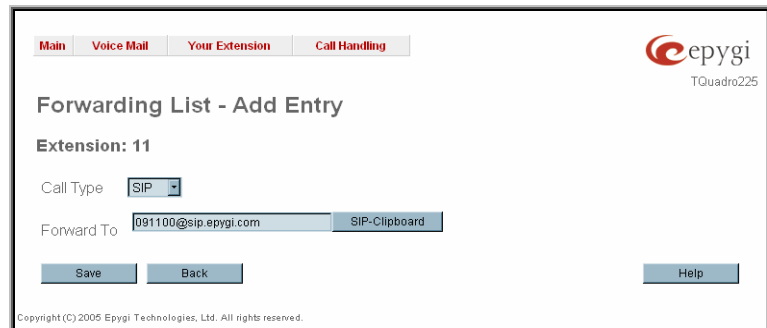 Main Voice Mail Your Extension Call Handling
epygi
TQuadro225
Forwarding List - Add Entry
Extension: 11
Call Type SIP
Forward To 091100@sip.epygi.com SIP-Clipboard
Save Back Help
Copyright (C) 2005 Epygi Technologies, Ltd. All rights reserved.